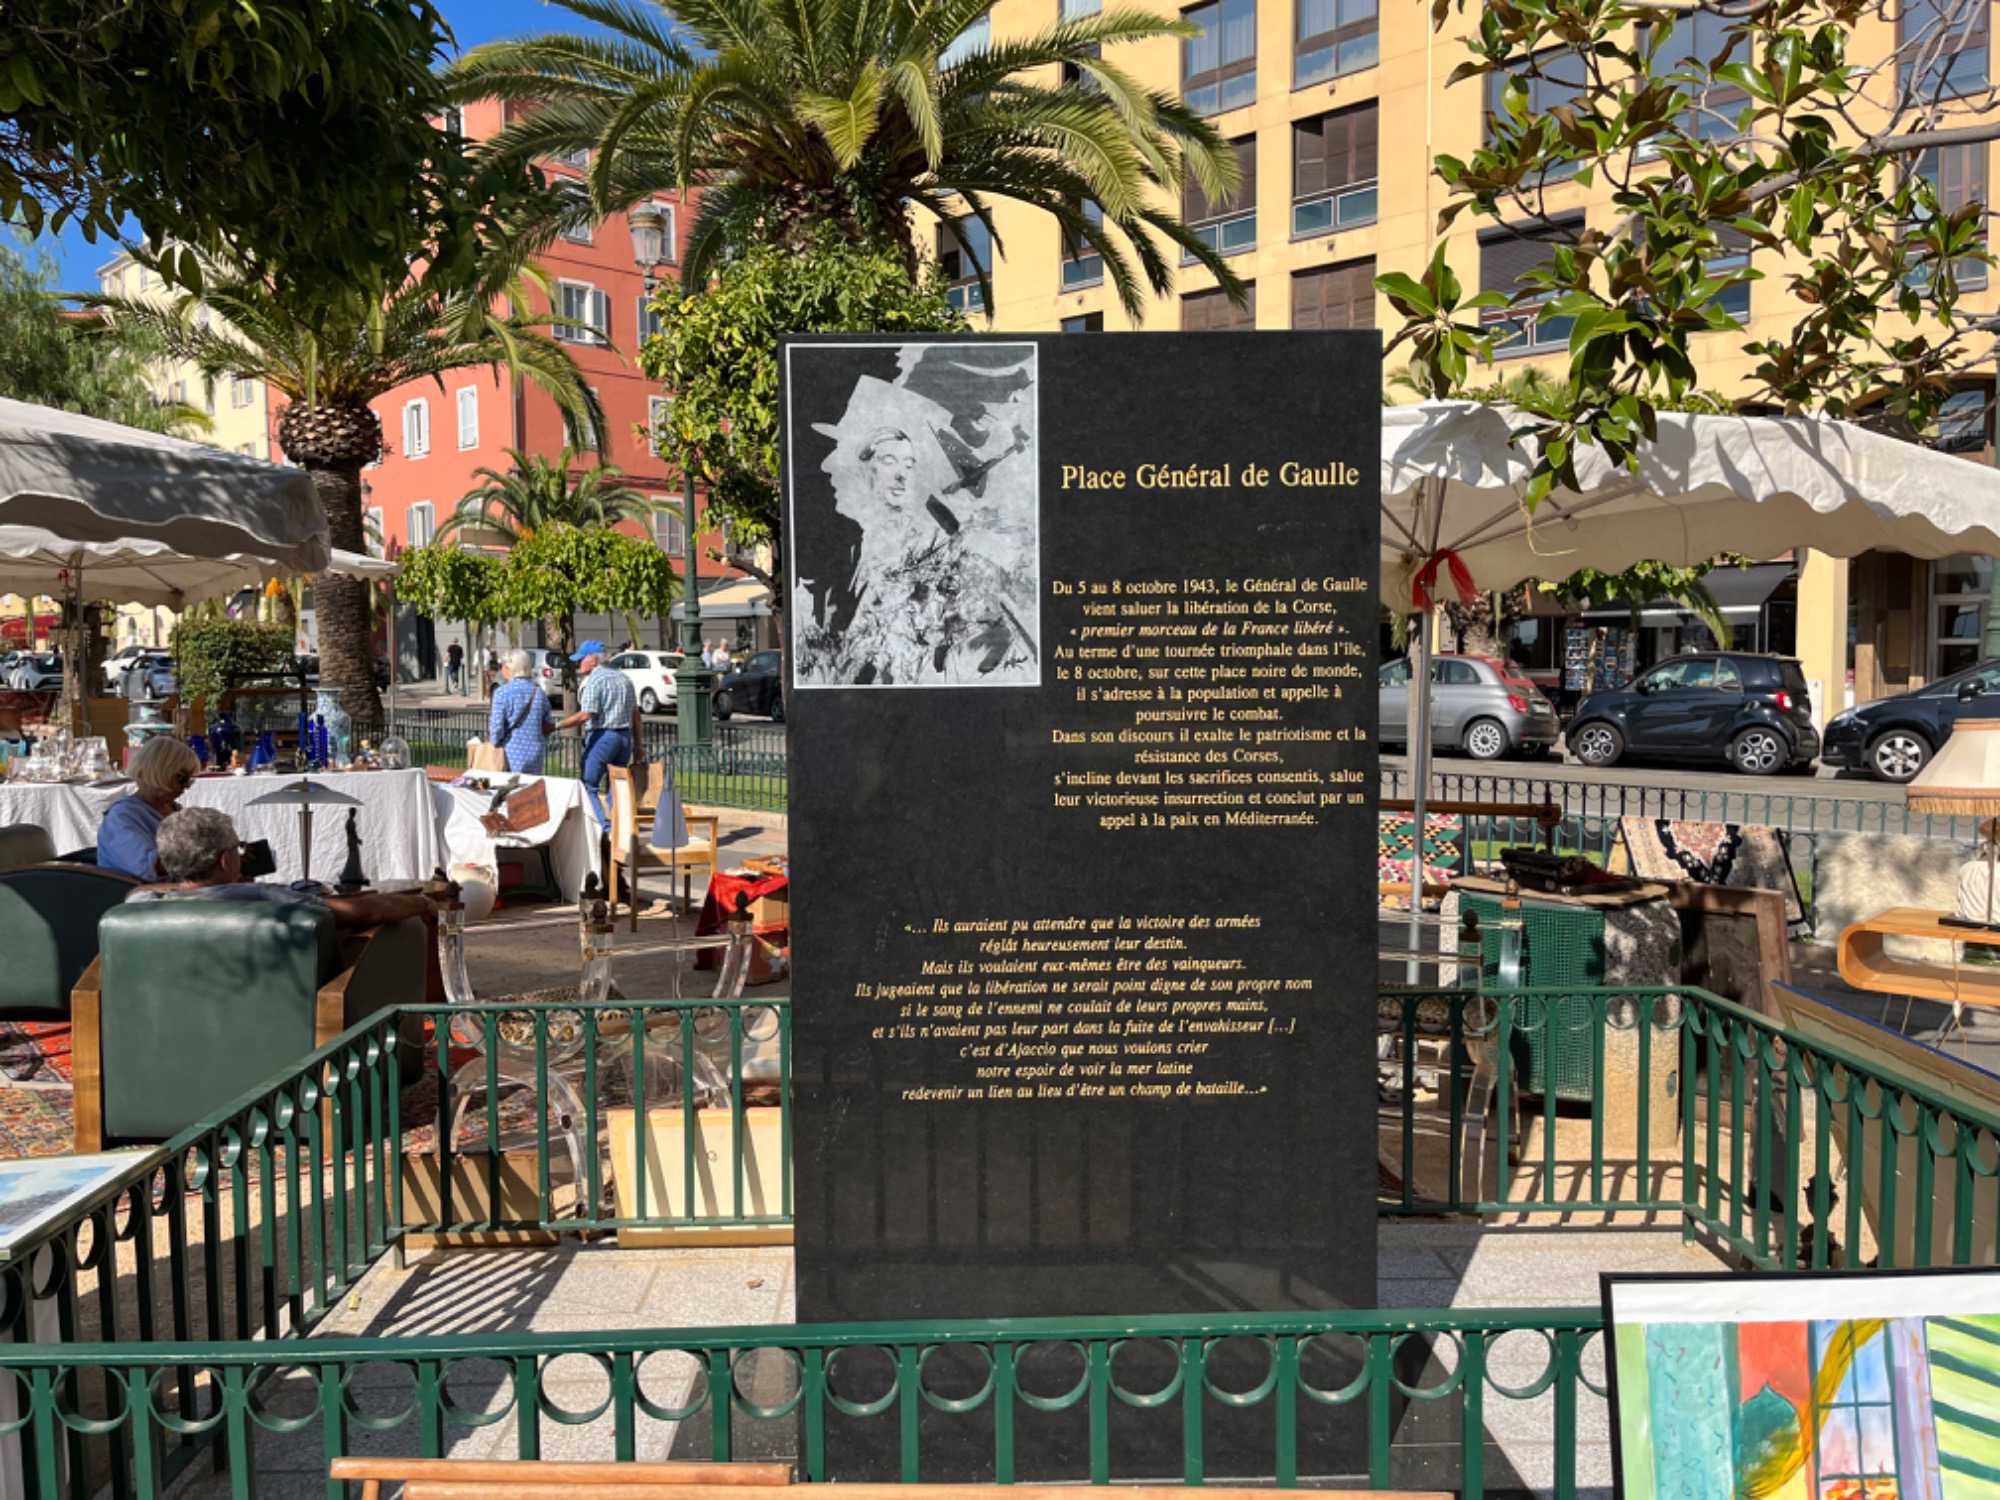 Place Général de Gaulle
Du 5 au 8 octobre 1943, le Général de Gaulle
vient saluer la libération de la Corse,
« premier morceau de la France libéré ».
Au terme d'une tournée triomphale dans l'île,
le 8 octobre, sur cette place noire de monde,
il s'adresse à la population et appelle à
poursuivre le combat.
Dans son discours il exalte le patriotisme et la
résistance des Corses,
s'incline devant les sacrifices consentis, salue
leur victorieuse insurrection et conclut par un
appel à la paix en Méditerranée.
«... Ils auraient pu attendre que la victoire des armées
réglât heureusement leur destin.
Mais ils voulaient eux-mêmes être des vainqueurs.
Ils jugeaient que la libération ne serait point digne de son propre nom
si le sang de l'ennemi ne coulait de leurs propres mains,
et s'ils n'avaient pas leur part dans la fuite de l'envahisseur [...]
c'est d'Ajaccio que nous voulons crier
notre espoir de voir la mer latine
redevenir un lien au lieu d'être un champ de bataille...»